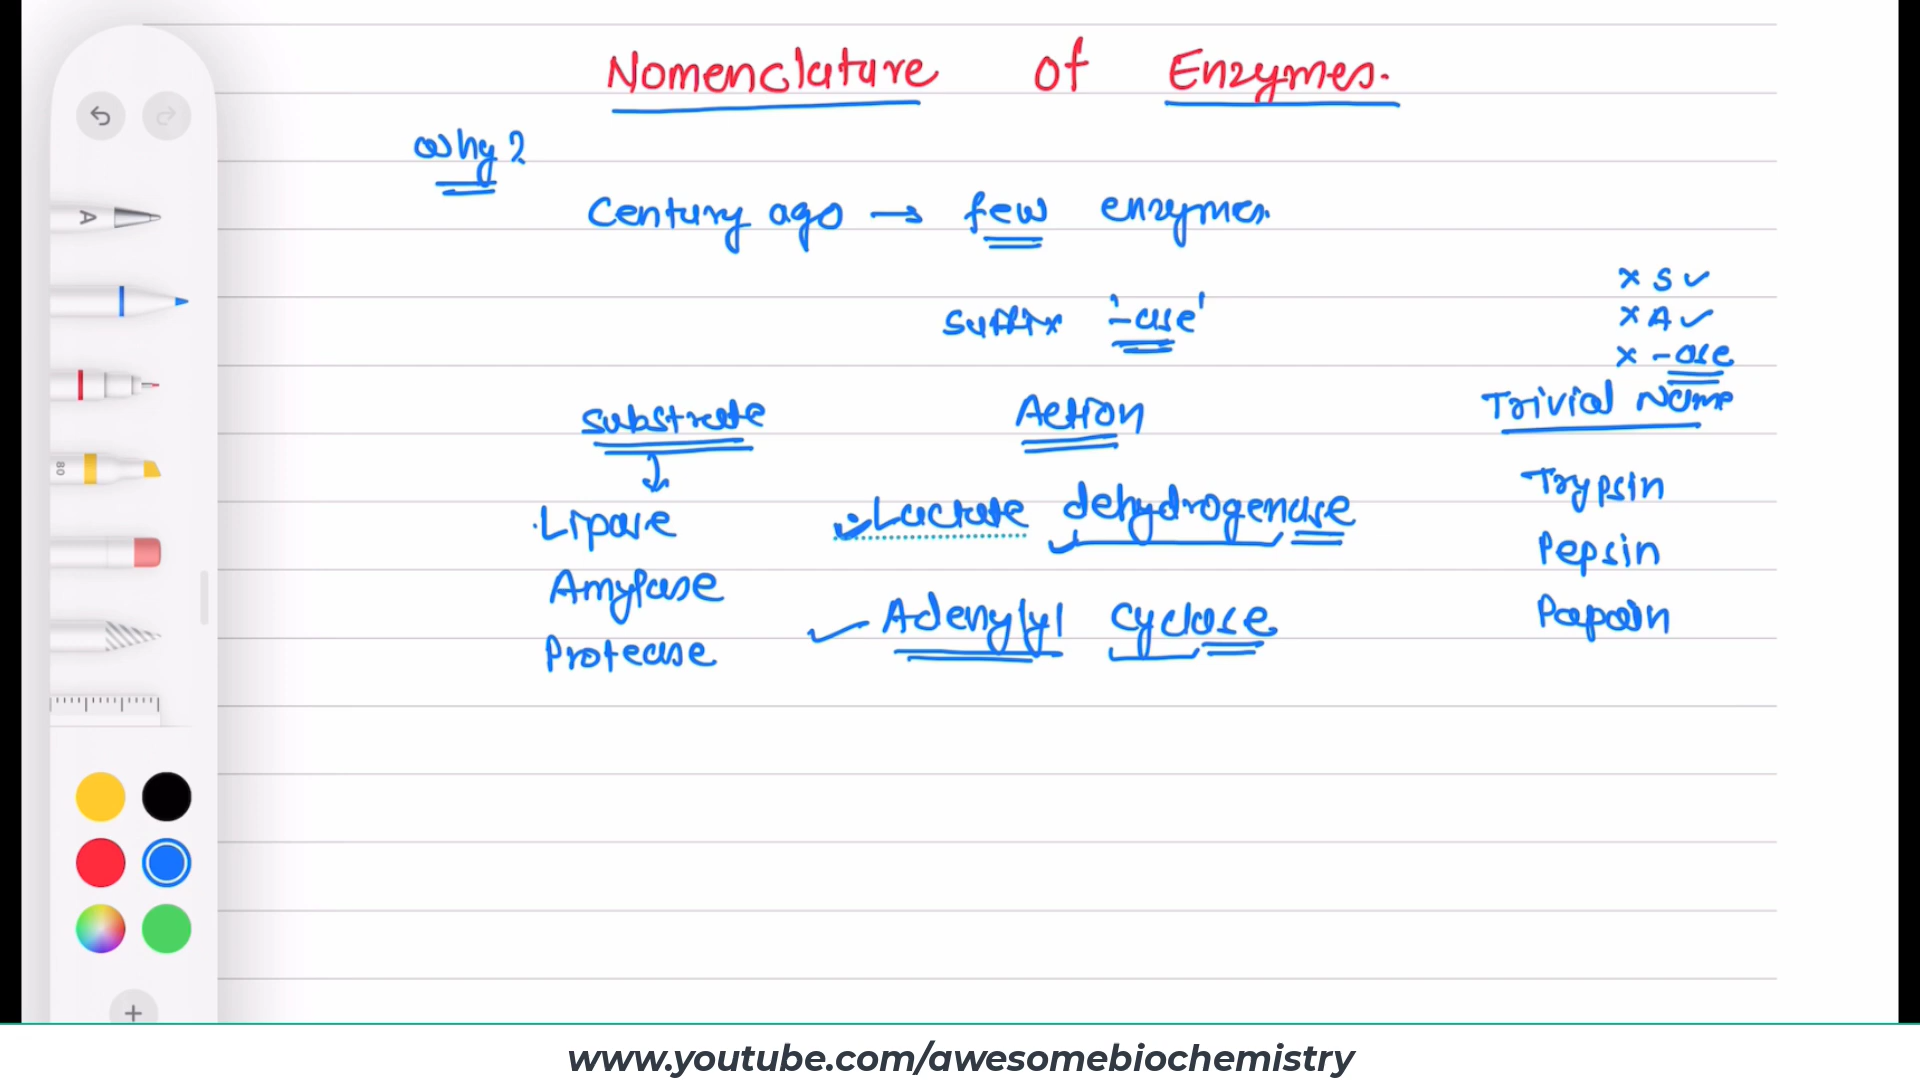 Nomenclature of Enzymes.
Why?
Century ago → few enzymes.
suffix '-ase'
× S ✓
× A ✓
× -ase
Substrate Action Trivial Name
Lipase Lactate dehydrogenase Trypsin
Amylase Adenylyl cyclase Pepsin
Protease Papain
www.youtube.com/awesomebiochemistry